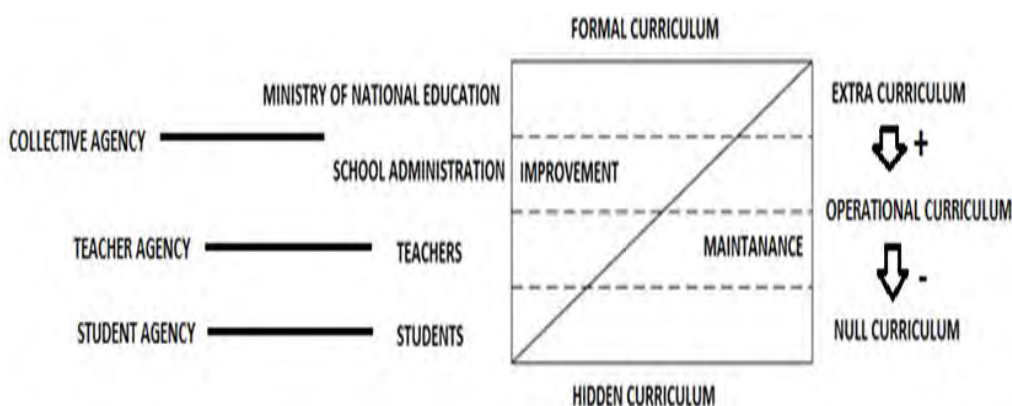 FORMAL CURRICULUM
MINISTRY OF NATIONAL EDUCATION
EXTRA CURRICULUM
COLLECTIVE AGENCY
+
SCHOOL ADMINISTRATION
IMPROVEMENT
OPERATIONAL CURRICULUM
TEACHER AGENCY
TEACHERS
MAINTANANCE
-
STUDENT AGENCY
STUDENTS
NULL CURRICULUM
HIDDEN CURRICULUM